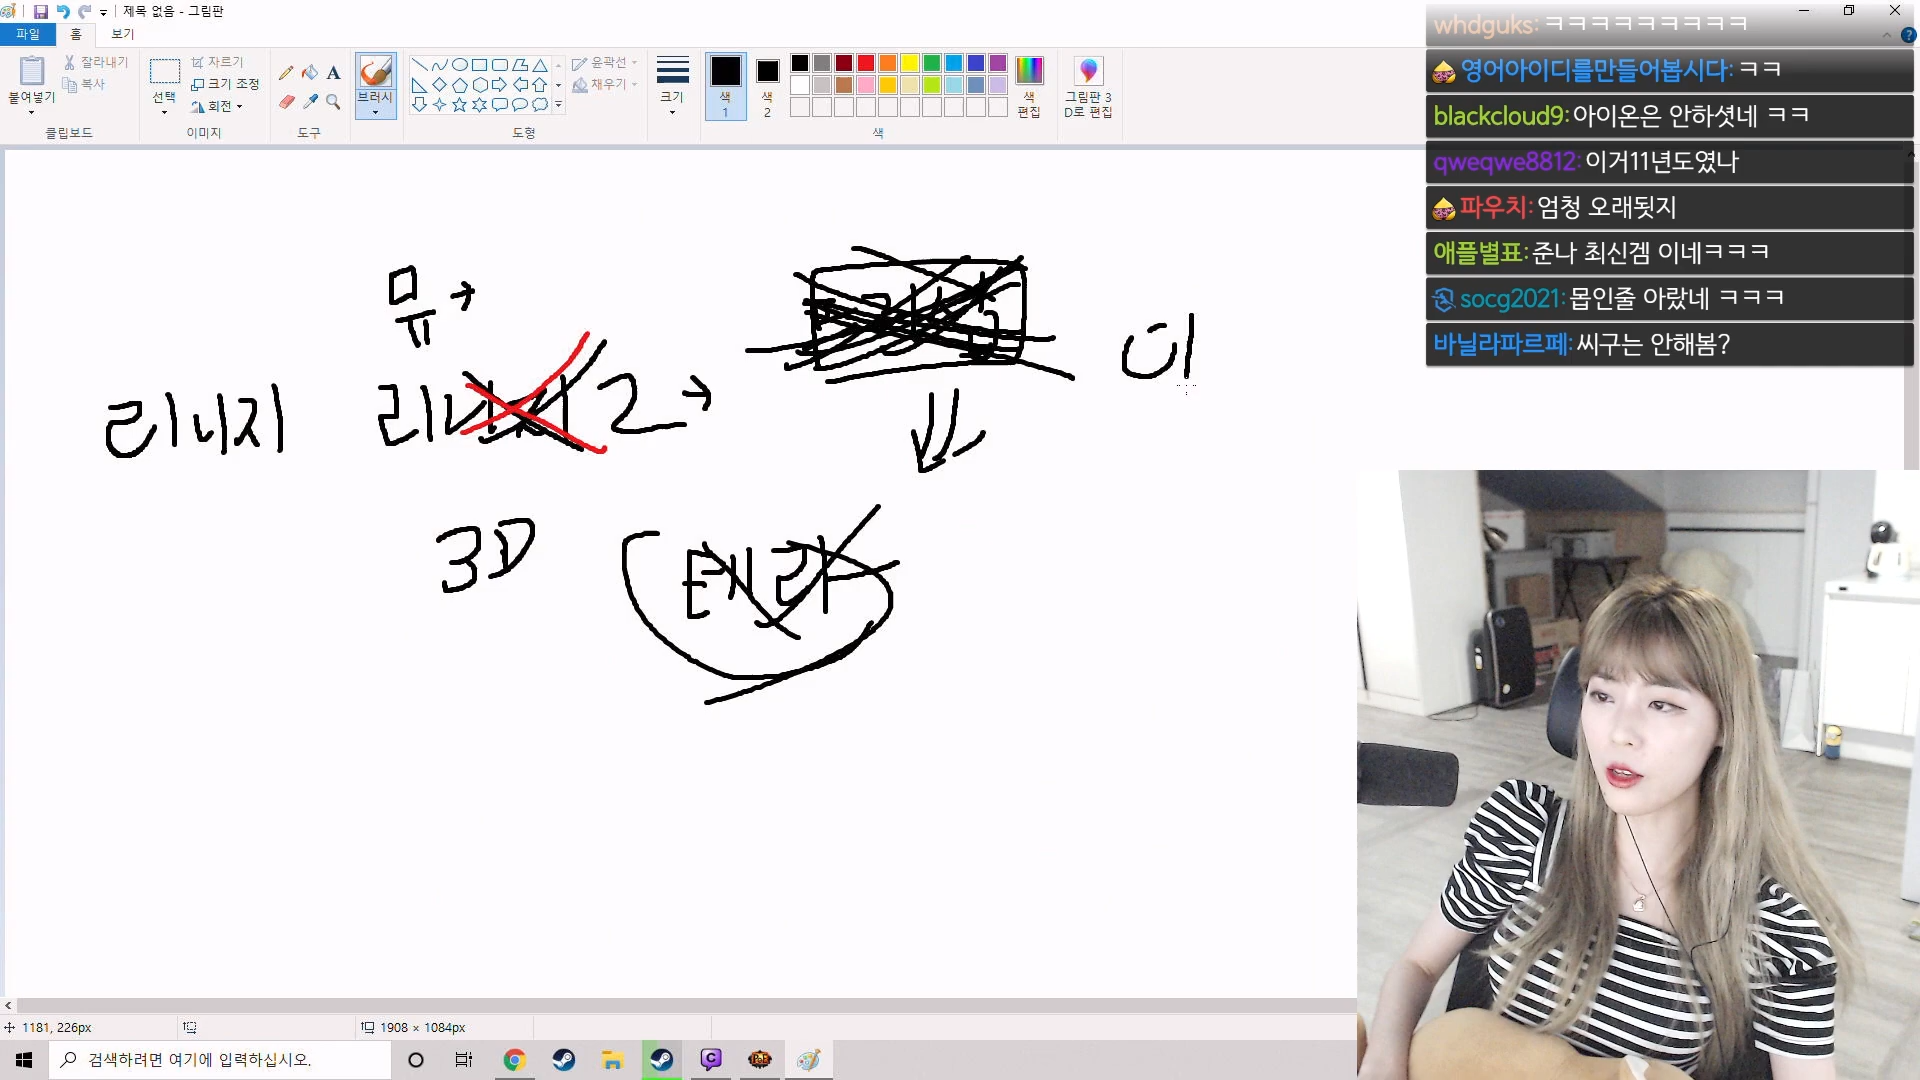 제목 없음 - 그림판
파일 홈 보기
붙여넣기
잘라내기
복사
클립보드
선택
자르기
크기 조정
회전
이미지
A
도구
브러시
윤곽선
채우기
도형
크기
색 1
색 2
색 편집
그림판 3D로 편집
색
whdguks: ㅋㅋㅋㅋㅋㅋㅋㅋㅋ
영어아이디를만들어봅시다: ㅋㅋ
blackcloud9: 아이온은 안하셧네 ㅋㅋ
qweqwe8812: 이거11년도였나
파우치: 엄청 오래됫지
애플별표: 준나 최신겜 이네ㅋㅋㅋ
socg2021: 몹인줄 아랐네 ㅋㅋㅋ
바닐라파르페: 씨구는 안해봄?
뮤
리니지 리니지 2
이
3D 테라
1181, 226px
1908 × 1084px
검색하려면 여기에 입력하십시오.